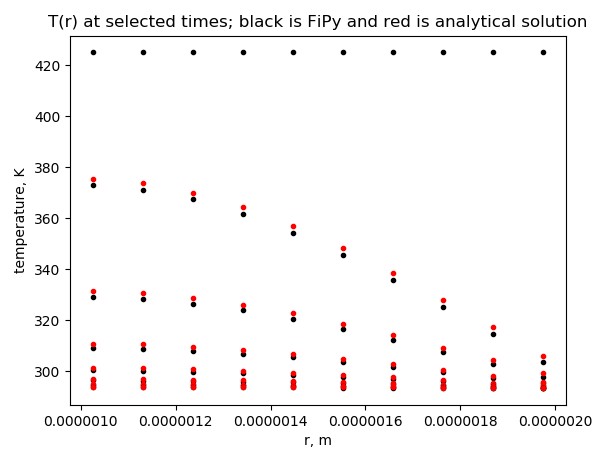 T(r) at selected times; black is FiPy and red is analytical solution
temperature, K
420
400
380
360
340
320
300
0.0000010 0.0000012 0.0000014 0.0000016 0.0000018 0.0000020
r, m